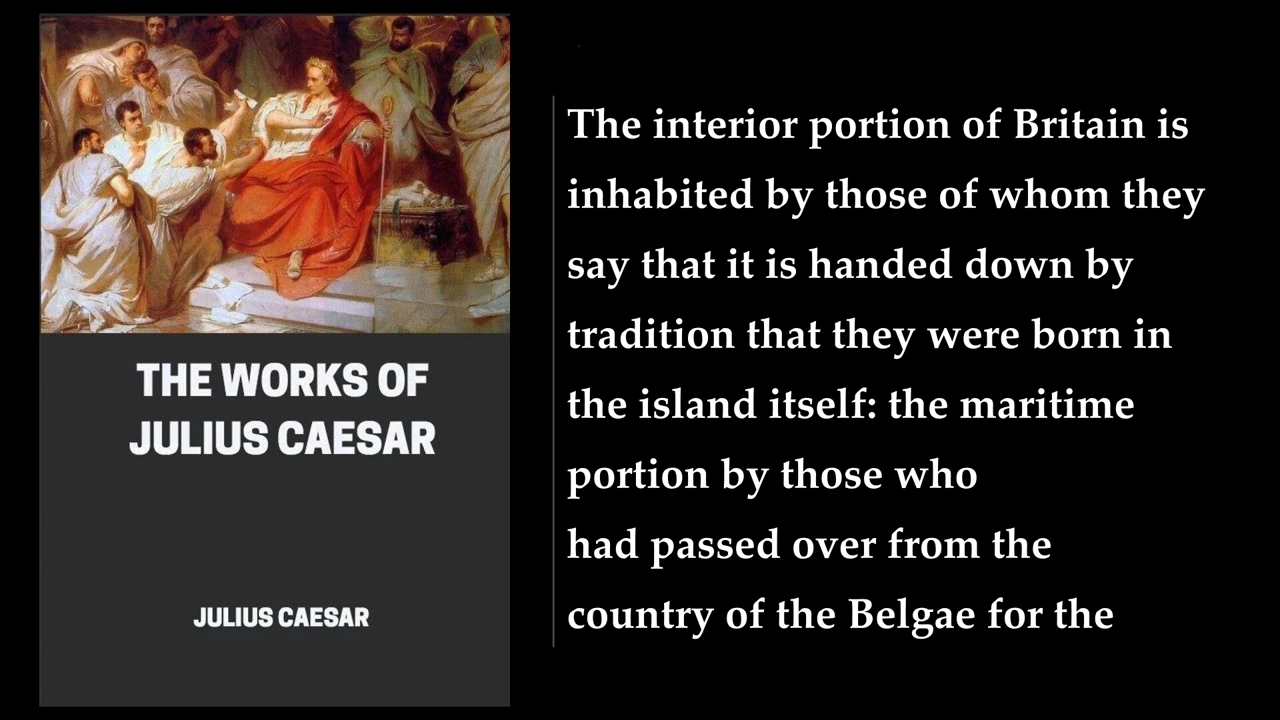 THE WORKS OF
JULIUS CAESAR
JULIUS CAESAR
The interior portion of Britain is
inhabited by those of whom they
say that it is handed down by
tradition that they were born in
the island itself: the maritime
portion by those who
had passed over from the
country of the Belgae for the